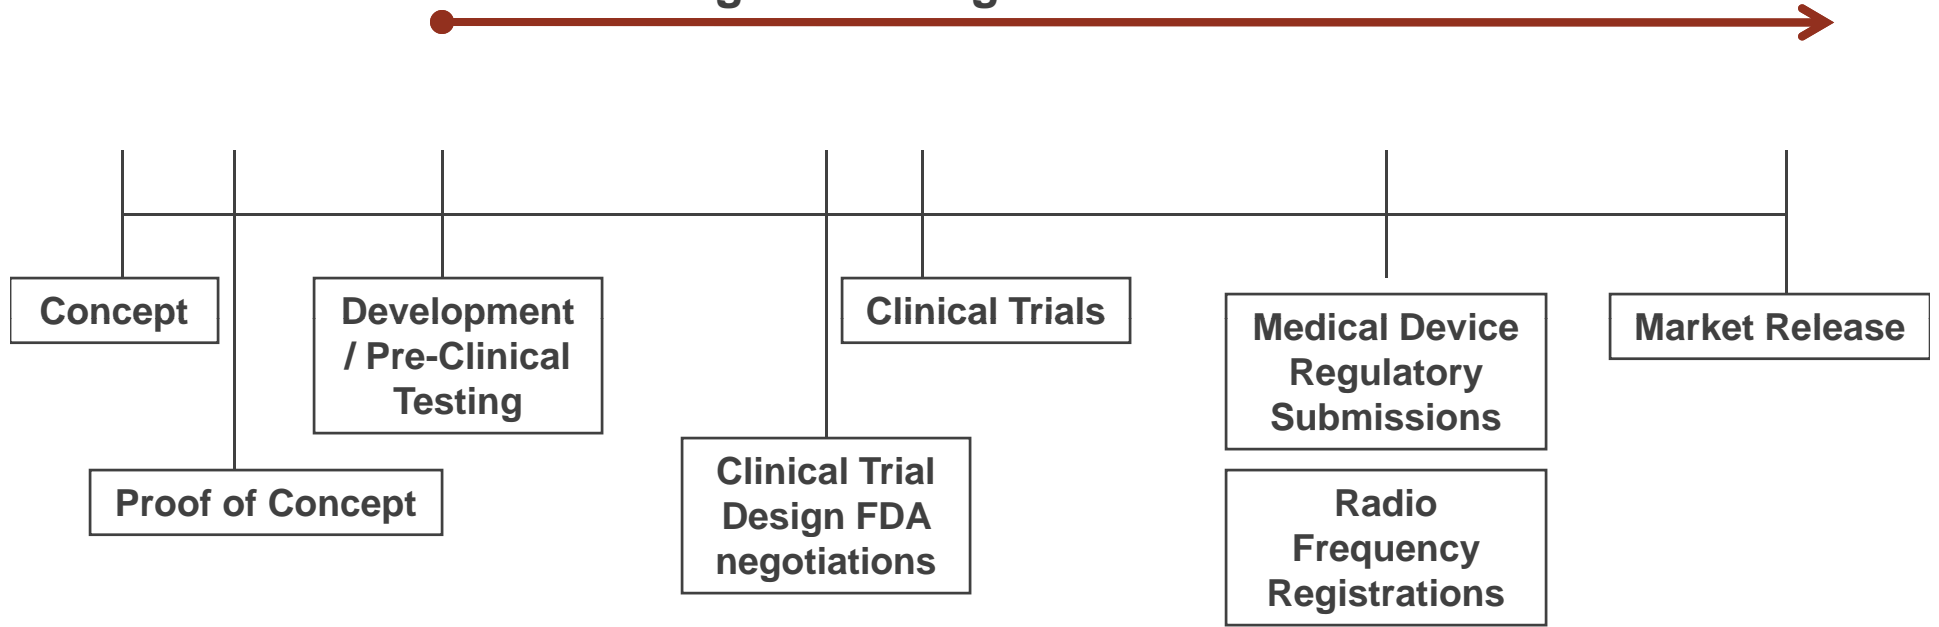 Concept
Development
/ Pre-Clinical
Testing
Clinical Trials
Medical Device
Regulatory
Submissions
Market Release
Proof of Concept
Clinical Trial
Design FDA
negotiations
Radio
Frequency
Registrations